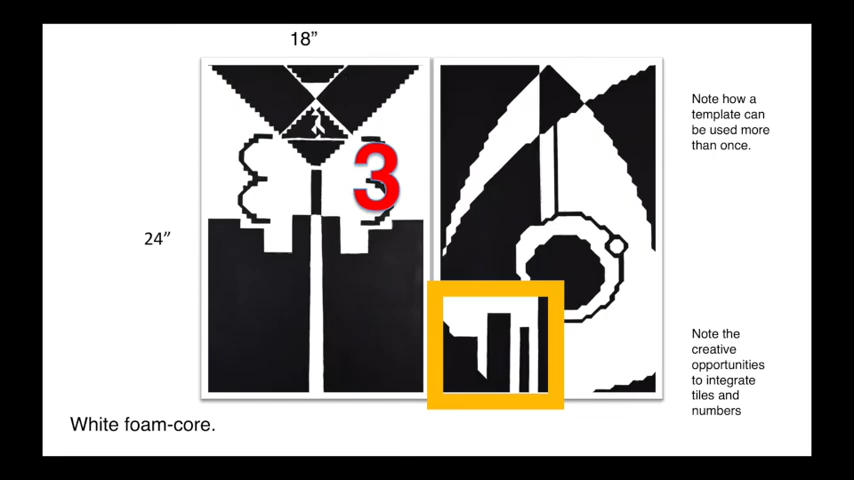 18”
Note how a
template can
be used more
than once.
3
24”
Note the
creative
opportunities
to integrate
tiles and
numbers
White foam-core.